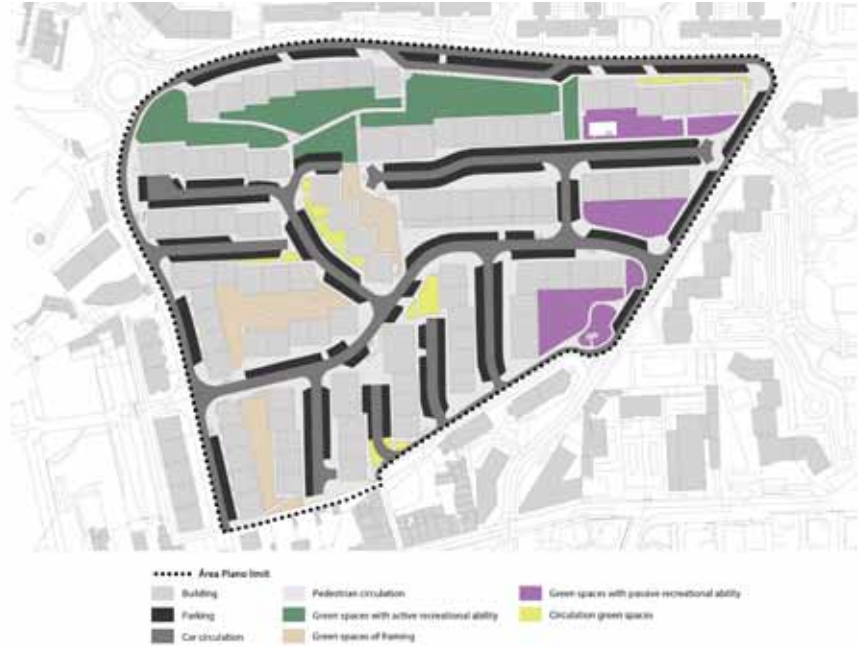 Área Plano limit
Building
Pedestrian circulation
Green spaces with passive recreational ability
Parking
Green spaces with active recreational ability
Circulation green spaces
Car circulation
Green spaces of framing